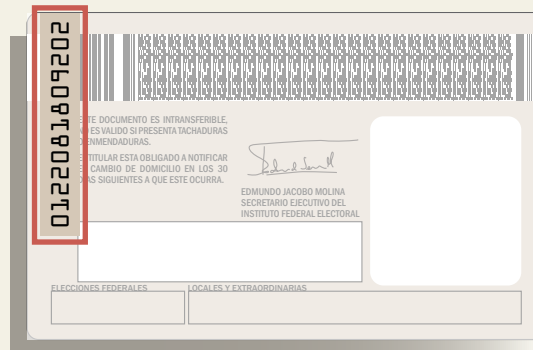 0122081809202
TE DOCUMENTO ES INTRANSFERIBLE,
ES VALIDO SI PRESENTA TACHADURAS
ENMENDADURAS.
TITULAR ESTA OBLIGADO A NOTIFICAR
CAMBIO DE DOMICILIO EN LOS 30
AS SIGUIENTES A QUE ESTE OCURRA.
EDMUNDO JACOBO MOLINA
SECRETARIO EJECUTIVO DEL
INSTITUTO FEDERAL ELECTORAL
ELECCIONES FEDERALES
LOCALES Y EXTRAORDINARIAS